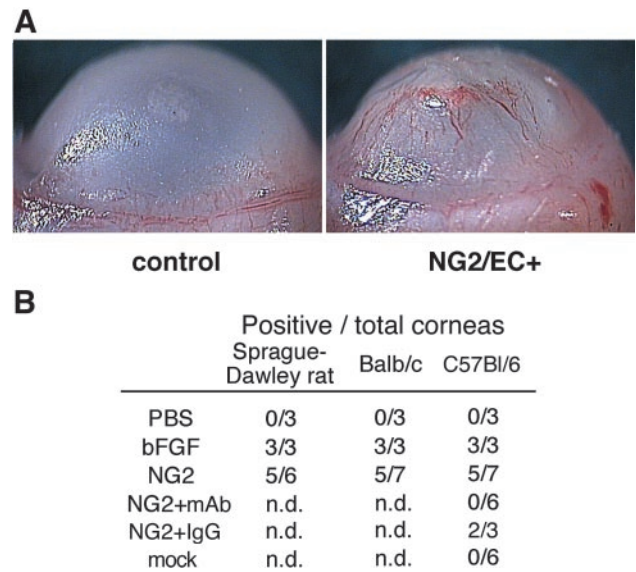 A
control NG2/EC+
B
Positive / total corneas
Sprague-
Dawley rat Balb/c C57Bl/6
PBS 0/3 0/3 0/3
bFGF 3/3 3/3 3/3
NG2 5/6 5/7 5/7
NG2+mAb n.d. n.d. 0/6
NG2+IgG n.d. n.d. 2/3
mock n.d. n.d. 0/6